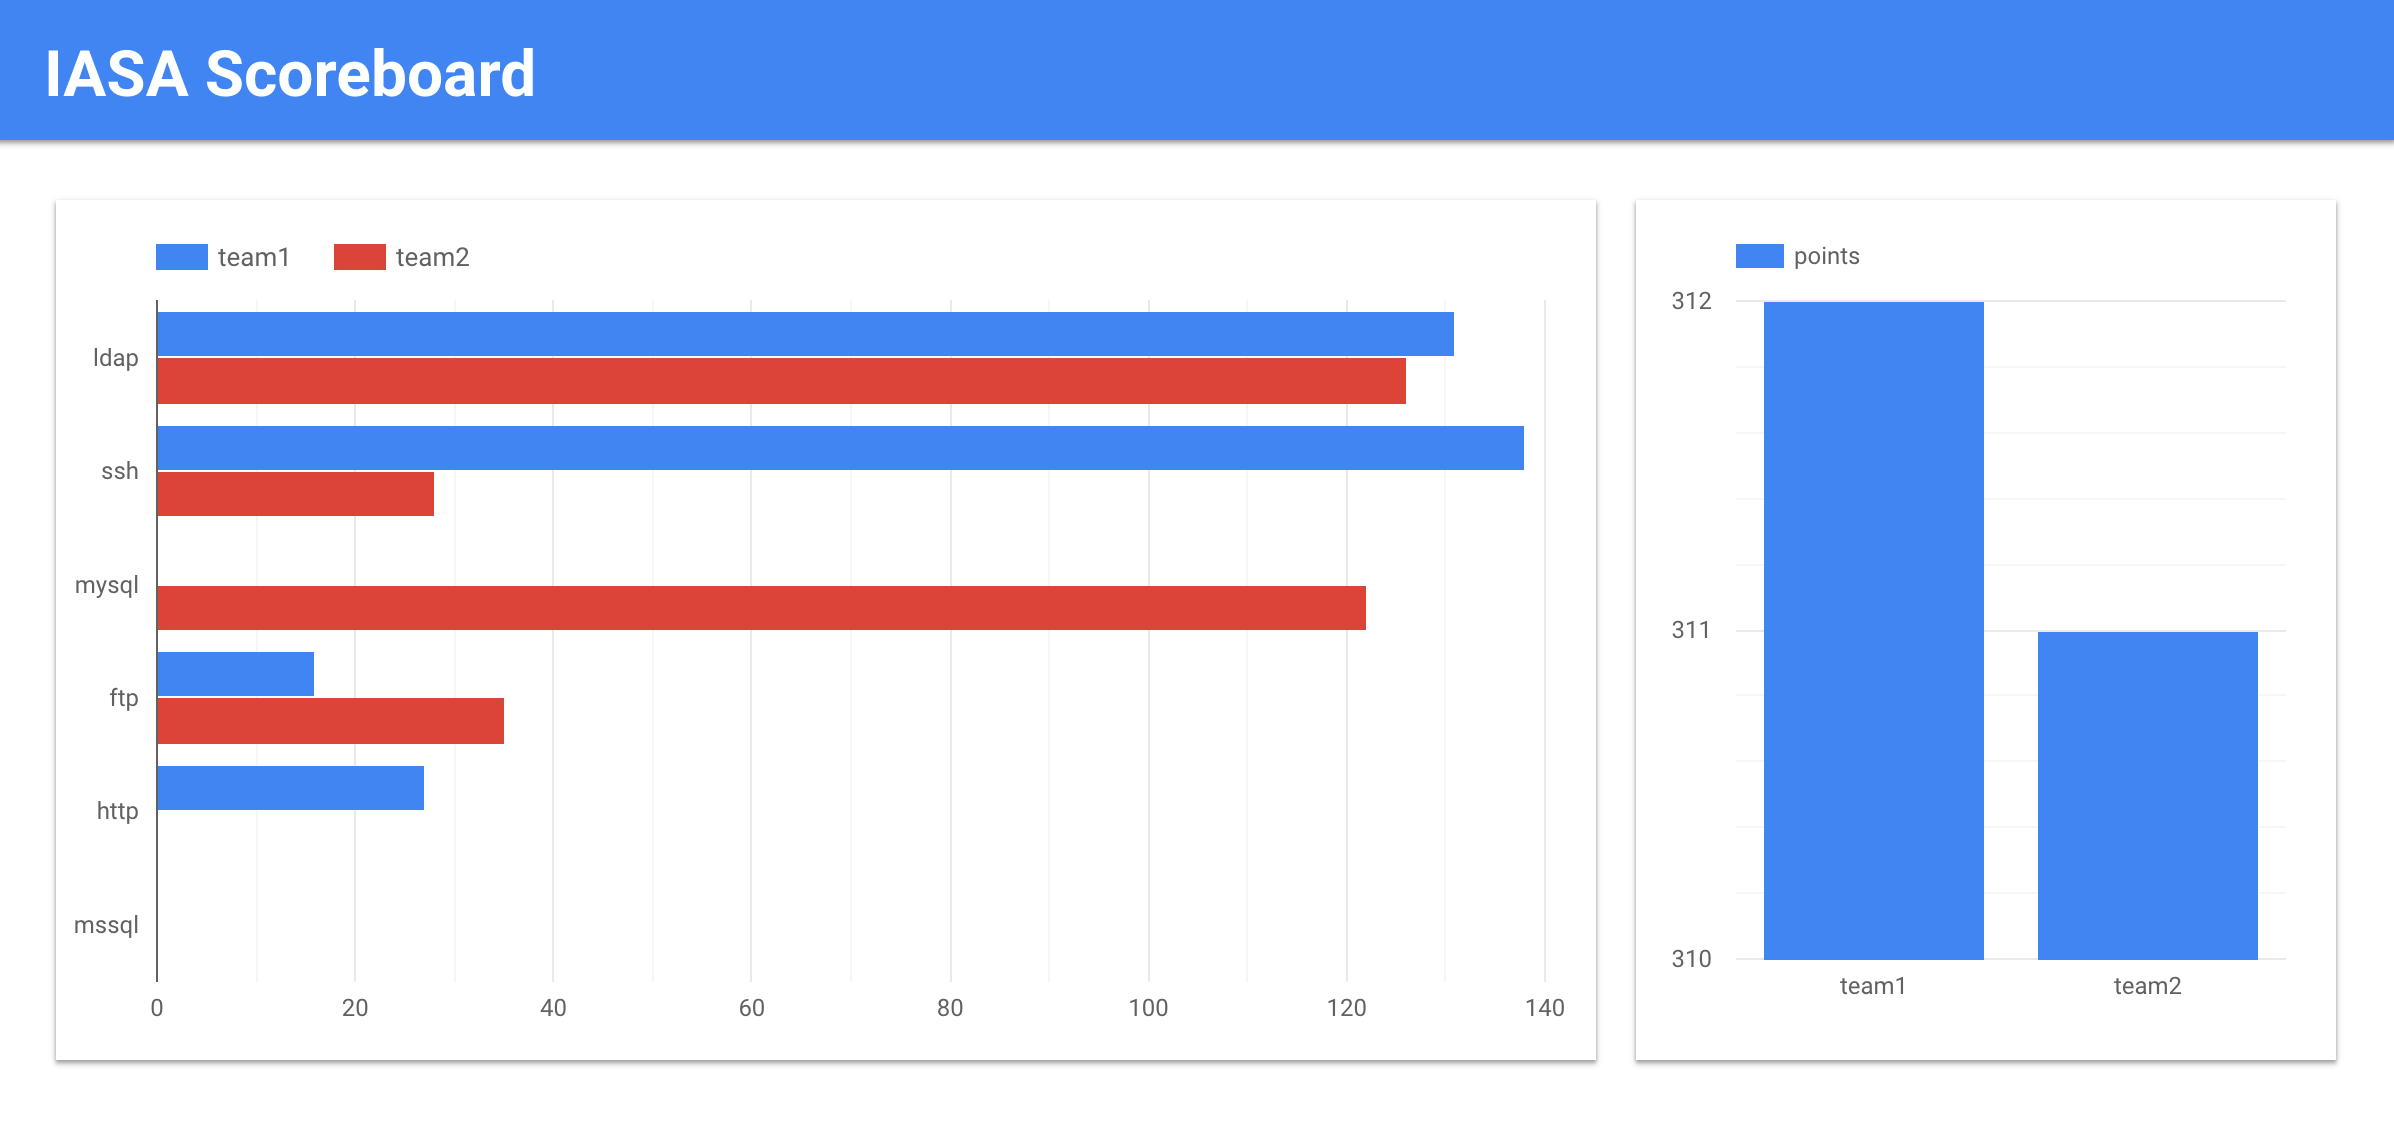 IASA Scoreboard
team1 team2
ldap
ssh
mysql
ftp
http
mssql
0 20 40 60 80 100 120 140
points
312
311
310
team1 team2